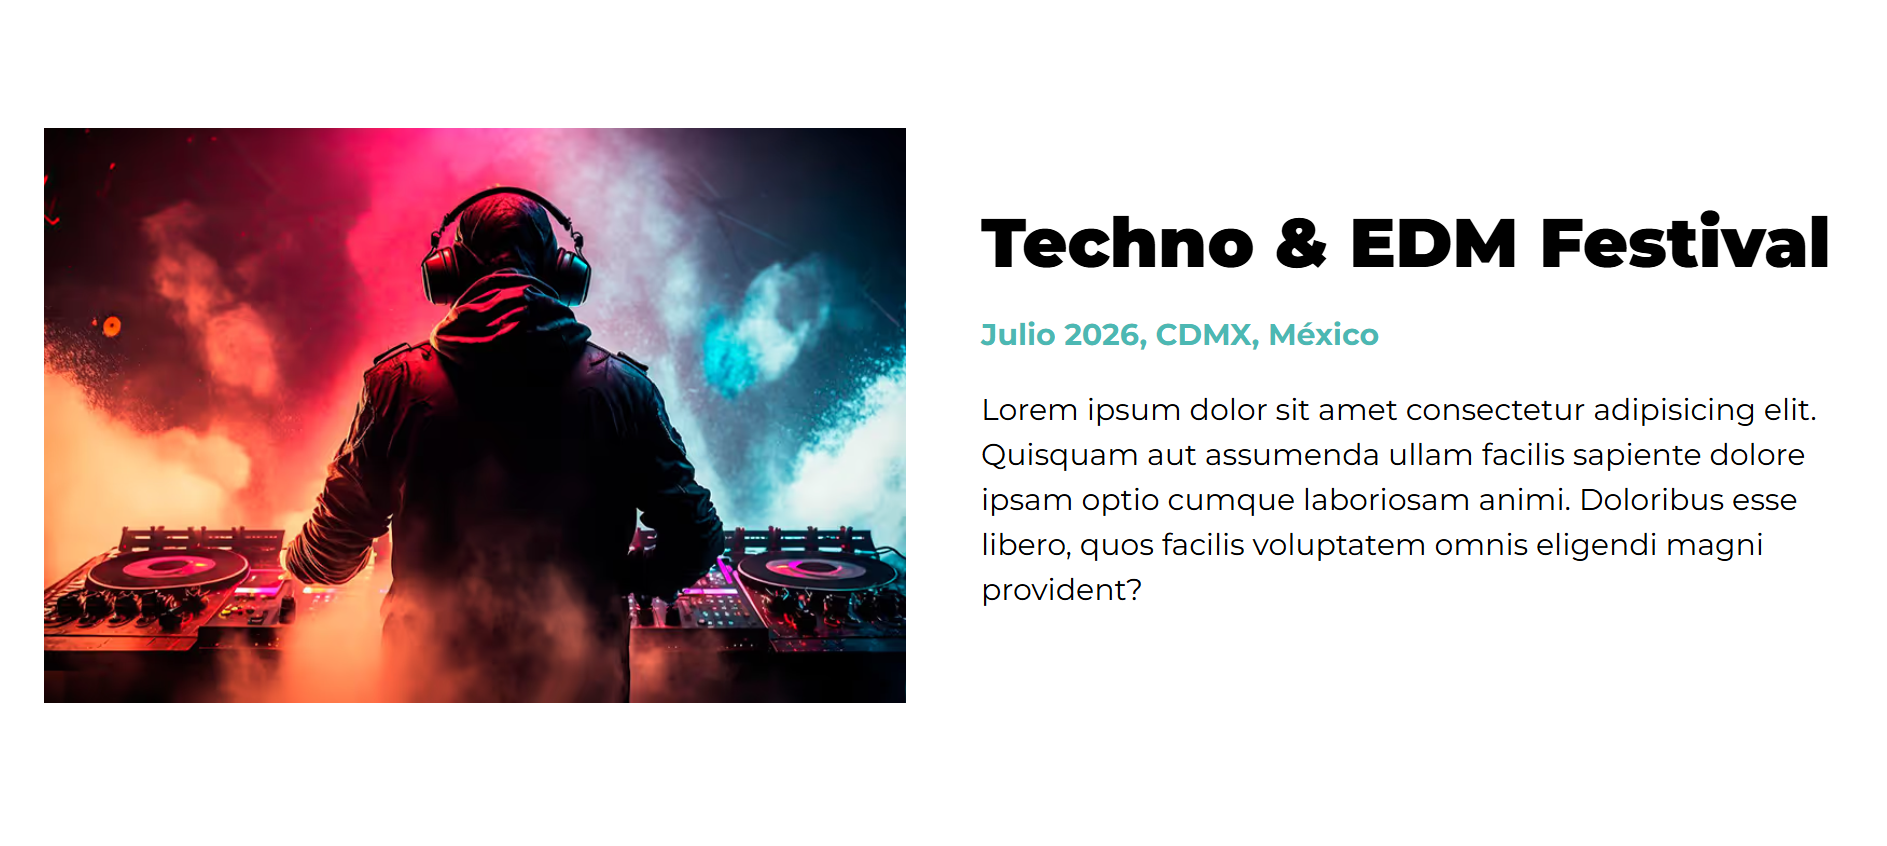 Techno & EDM Festival
Julio 2026, CDMX, México
Lorem ipsum dolor sit amet consectetur adipisicing elit.
Quisquam aut assumenda ullam facilis sapiente dolore
ipsam optio cumque laboriosam animi. Doloribus esse
libero, quos facilis voluptatem omnis eligendi magni
provident?